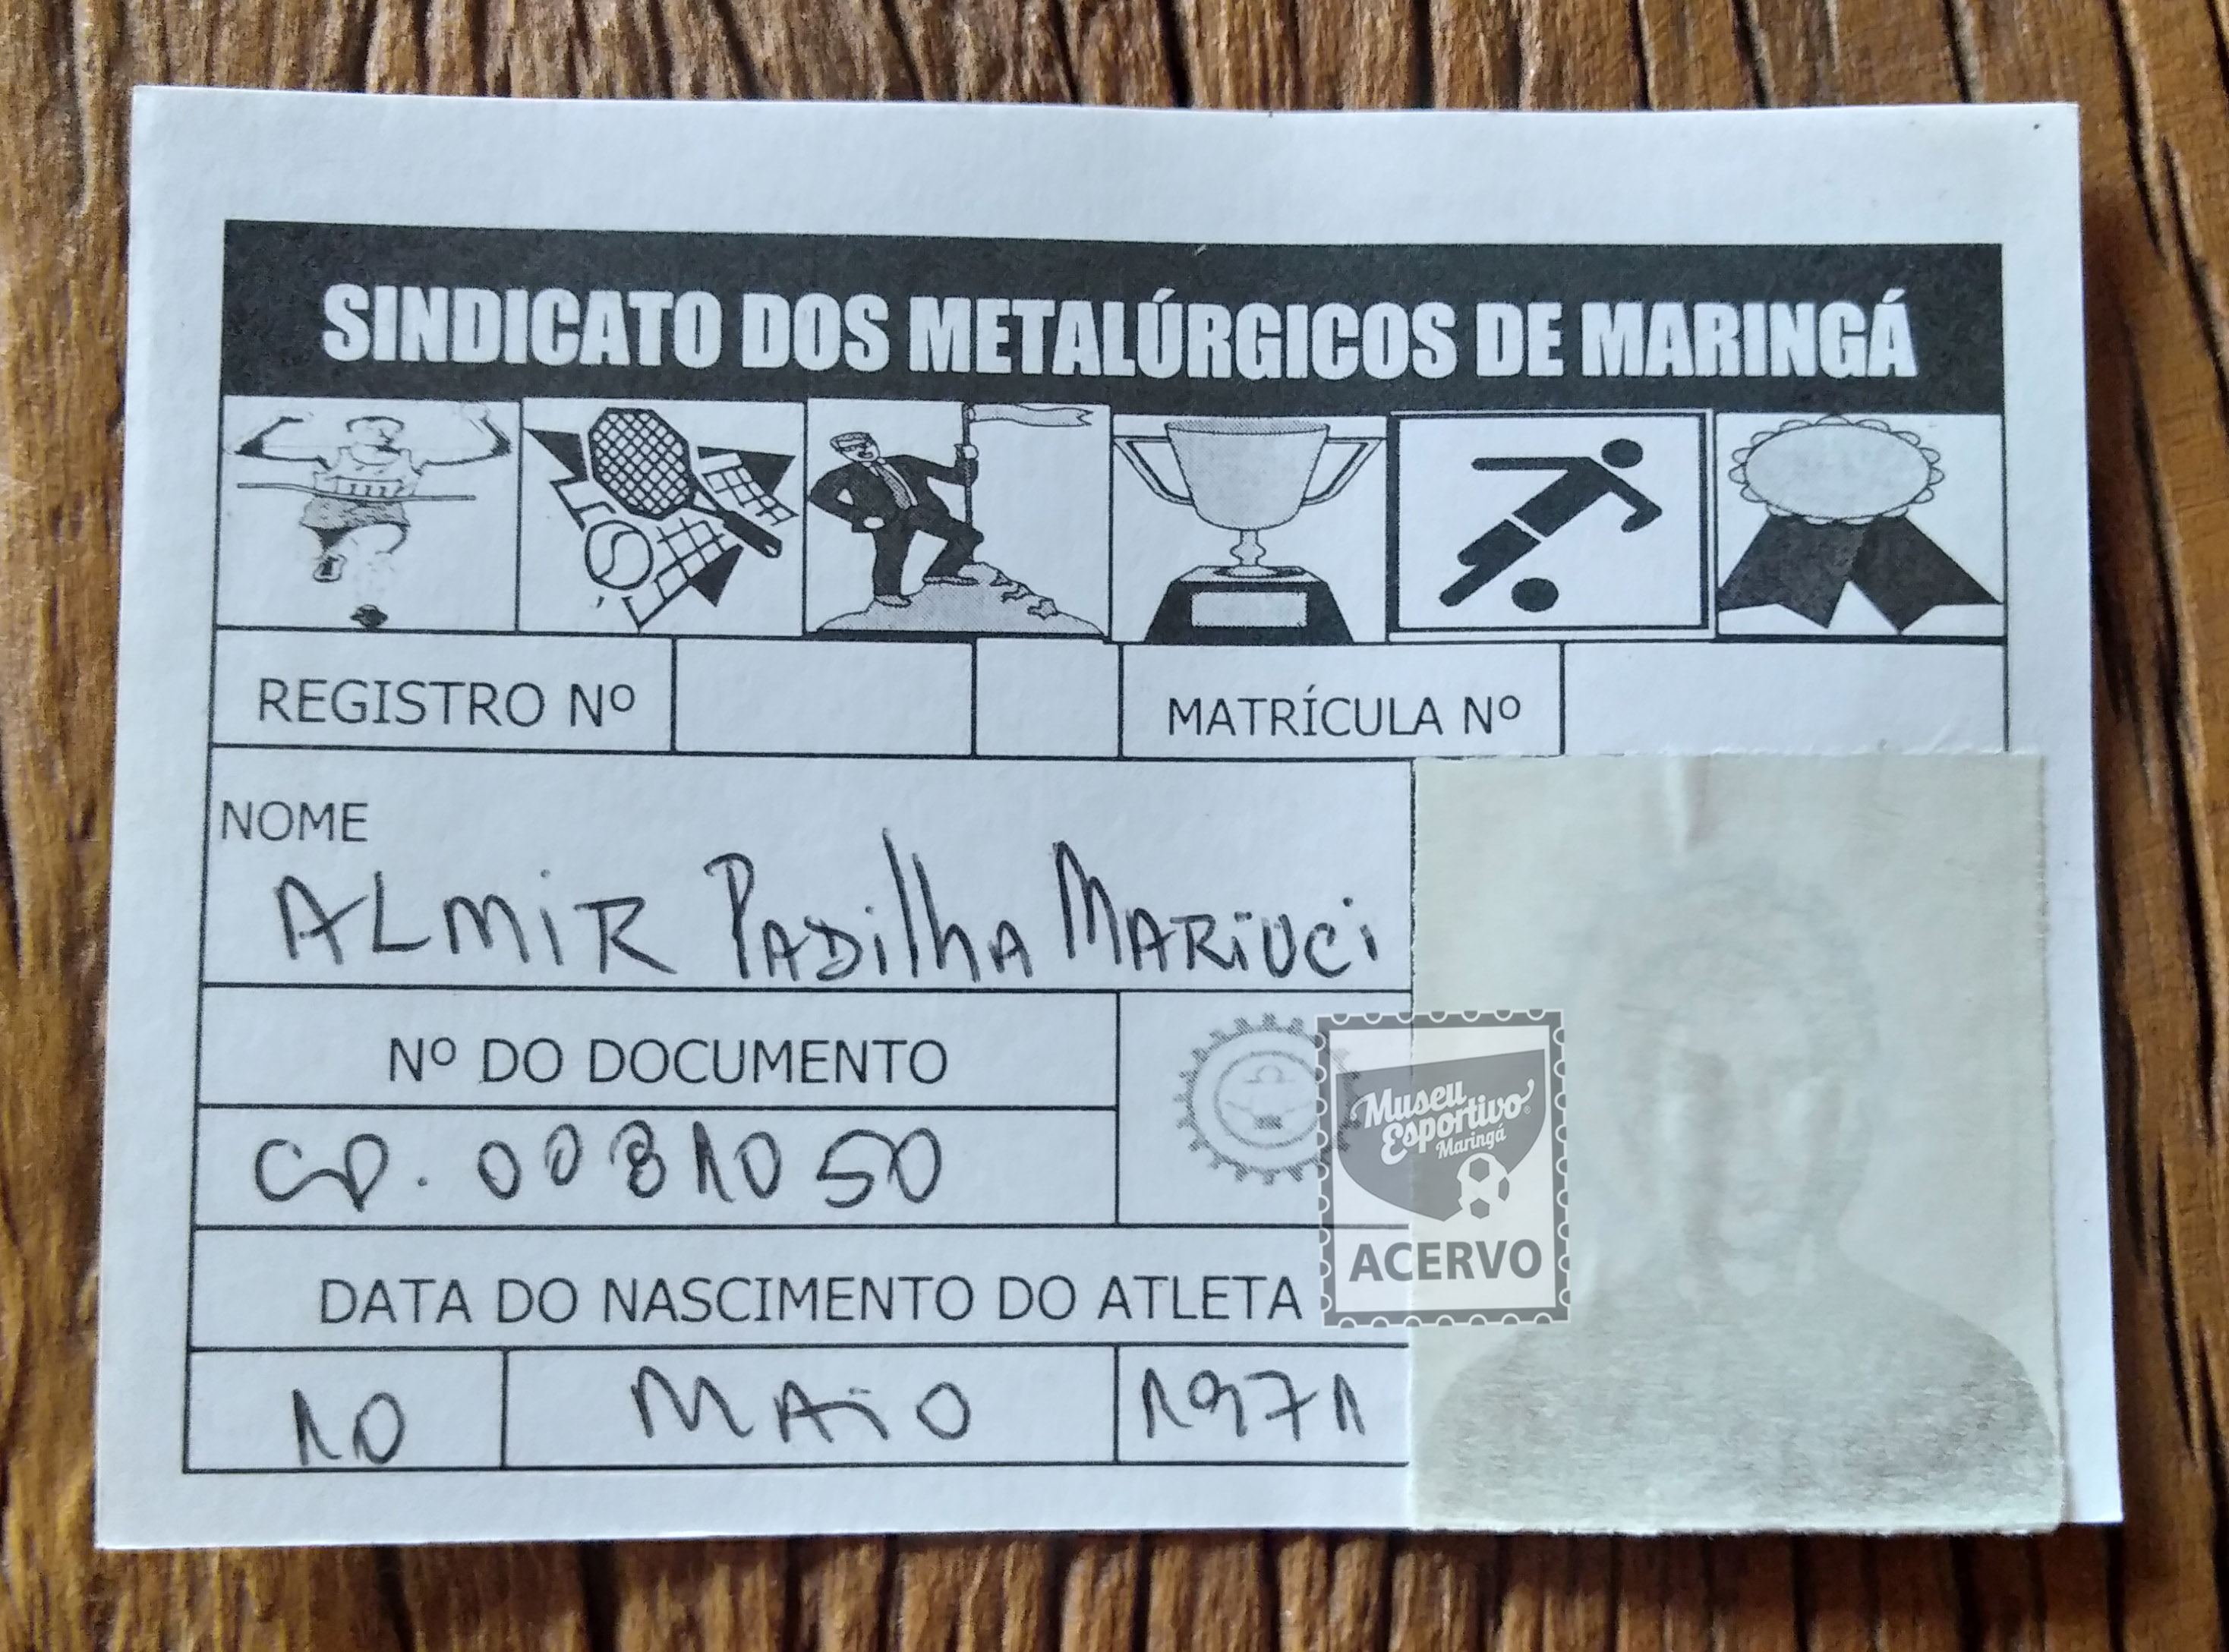 SINDICATO DOS METALÚRGICOS DE MARINGÁ
REGISTRO Nº
MATRÍCULA Nº
NOME
ALMiR PADilhA MARiUCi
Nº DO DOCUMENTO
CP. 0081050
DATA DO NASCIMENTO DO ATLETA
10 MAiO 1971
Museu
Esportivo
Maringá
ACERVO